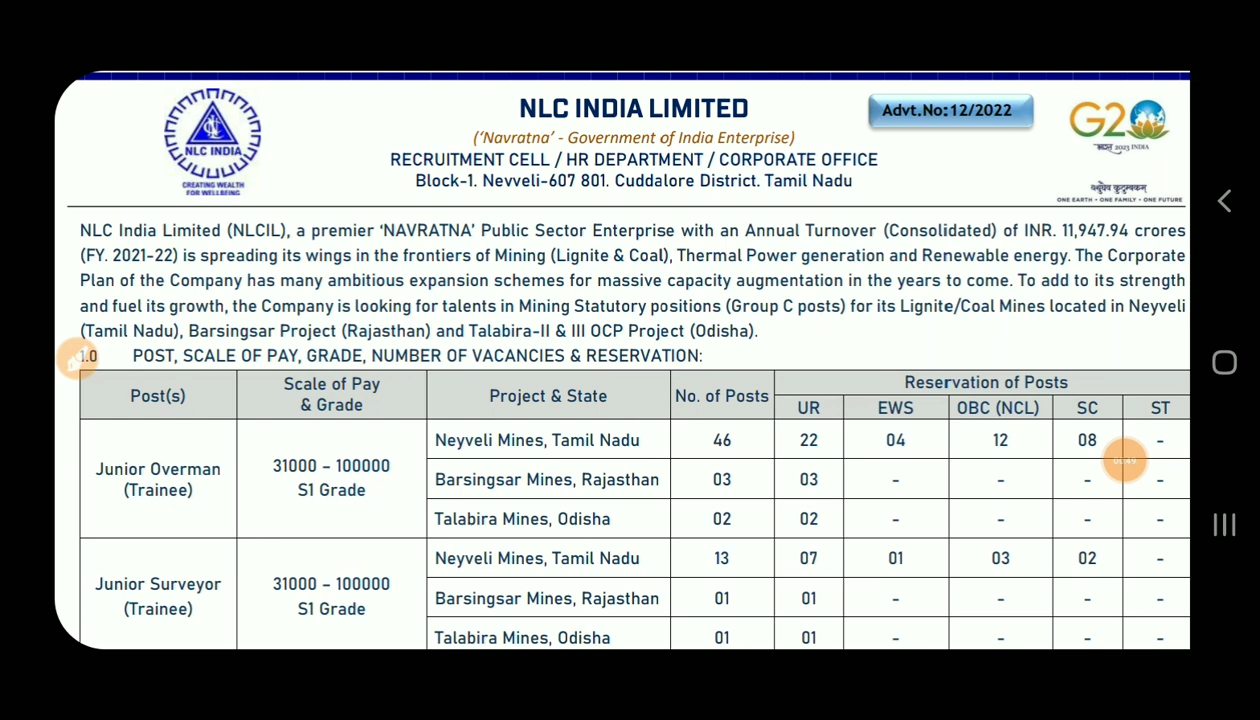 NLC INDIA LIMITED
Advt.No:12/2022
('Navratna' - Government of India Enterprise)
RECRUITMENT CELL / HR DEPARTMENT / CORPORATE OFFICE
Block-1. Neyveli-607 801. Cuddalore District. Tamil Nadu
NLC INDIA
CREATING WEALTH
FOR WELLBEING
G20
भारत 2023 INDIA
वसुधैव कुटुम्बकम्
ONE EARTH • ONE FAMILY • ONE FUTURE
NLC India Limited (NLCIL), a premier 'NAVRATNA' Public Sector Enterprise with an Annual Turnover (Consolidated) of INR. 11,947.94 crores
(FY. 2021-22) is spreading its wings in the frontiers of Mining (Lignite & Coal), Thermal Power generation and Renewable energy. The Corporate
Plan of the Company has many ambitious expansion schemes for massive capacity augmentation in the years to come. To add to its strength
and fuel its growth, the Company is looking for talents in Mining Statutory positions (Group C posts) for its Lignite/Coal Mines located in Neyveli
(Tamil Nadu), Barsingsar Project (Rajasthan) and Talabira-II & III OCP Project (Odisha).
1.0 POST, SCALE OF PAY, GRADE, NUMBER OF VACANCIES & RESERVATION:
Post(s) Scale of Pay & Grade Project & State No. of Posts Reservation of Posts
UR EWS OBC (NCL) SC ST
Junior Overman (Trainee) 31000 – 100000 S1 Grade
Neyveli Mines, Tamil Nadu 46 22 04 12 08 -
Barsingsar Mines, Rajasthan 03 03 - - - -
Talabira Mines, Odisha 02 02 - - - -
Junior Surveyor (Trainee) 31000 – 100000 S1 Grade
Neyveli Mines, Tamil Nadu 13 07 01 03 02 -
Barsingsar Mines, Rajasthan 01 01 - - - -
Talabira Mines, Odisha 01 01 - - - -